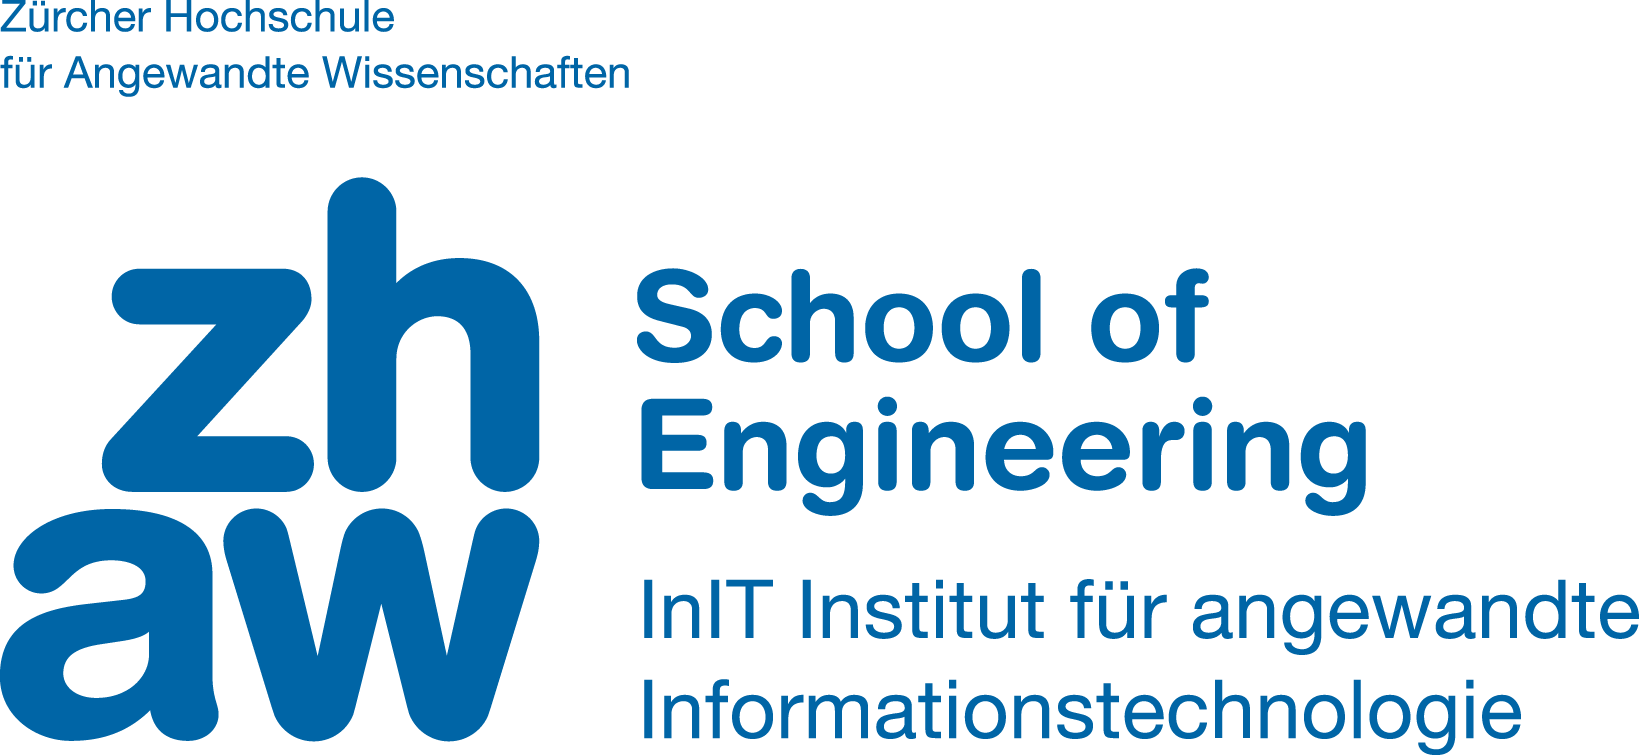 Zürcher Hochschule
für Angewandte Wissenschaften
zh
aw
School of
Engineering
InIT Institut für angewandte
Informationstechnologie